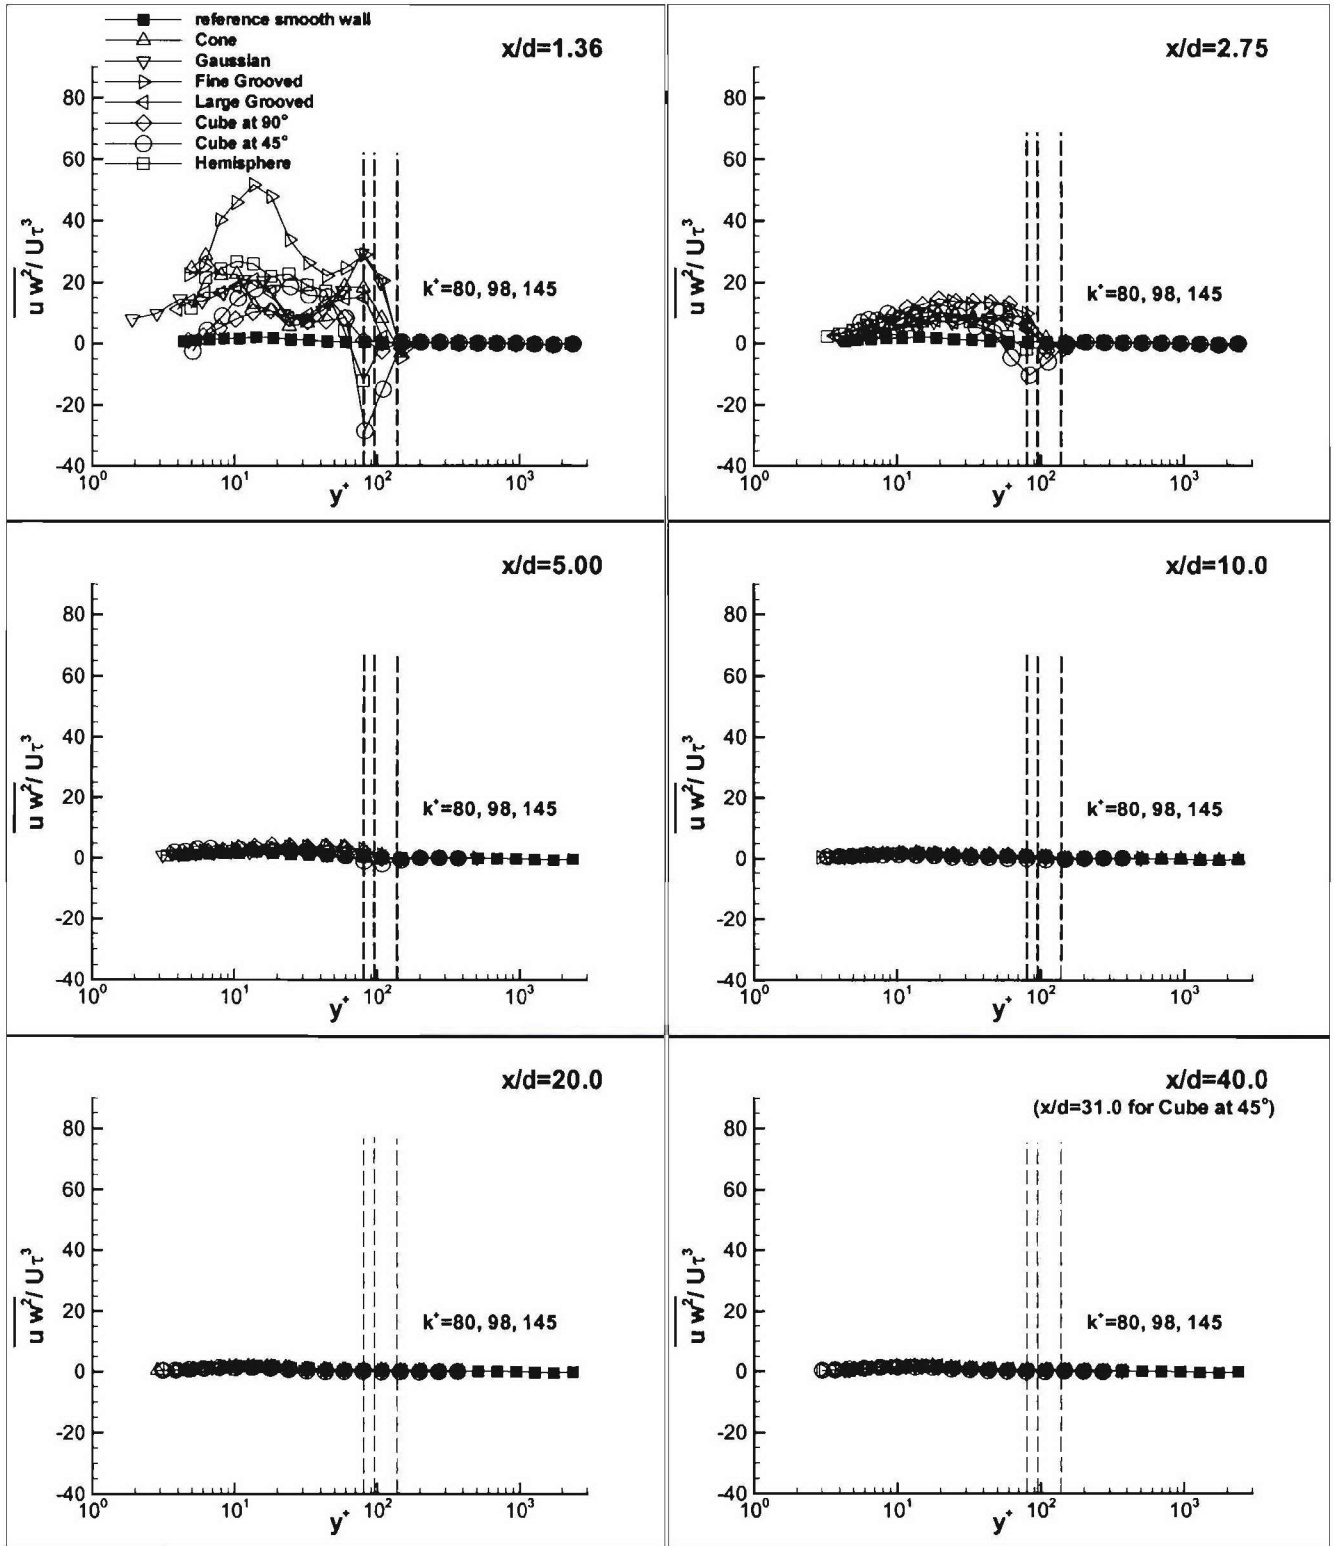 reference smooth wall
Cone
Gaussian
Fine Grooved
Large Grooved
Cube at 90°
Cube at 45°
Hemisphere
x/d=1.36
80
60
40
20
0
-20
-40
u w²/ Uτ³
k⁺=80, 98, 145
10⁰ 10¹ 10² 10³
y⁺
x/d=2.75
80
60
40
20
0
-20
-40
u w²/ Uτ³
k⁺=80, 98, 145
10⁰ 10¹ 10² 10³
y⁺
x/d=5.00
80
60
40
20
0
-20
-40
u w²/ Uτ³
k⁺=80, 98, 145
10⁰ 10¹ 10² 10³
y⁺
x/d=10.0
80
60
40
20
0
-20
-40
u w²/ Uτ³
k⁺=80, 98, 145
10⁰ 10¹ 10² 10³
y⁺
x/d=20.0
80
60
40
20
0
-20
-40
u w²/ Uτ³
k⁺=80, 98, 145
10⁰ 10¹ 10² 10³
y⁺
x/d=40.0
(x/d=31.0 for Cube at 45°)
80
60
40
20
0
-20
-40
u w²/ Uτ³
k⁺=80, 98, 145
10⁰ 10¹ 10² 10³
y⁺